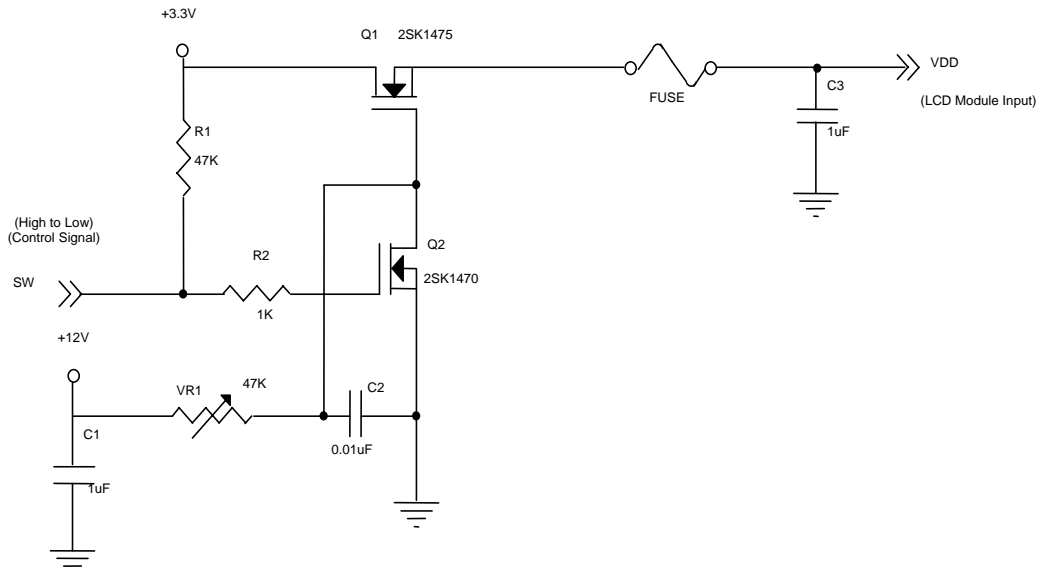 +3.3V
Q1 2SK1475
VDD
FUSE
C3
(LCD Module Input)
1uF
R1
47K
(High to Low)
(Control Signal)
R2
Q2
SW
2SK1470
1K
+12V
VR1
47K
C2
C1
0.01uF
1uF